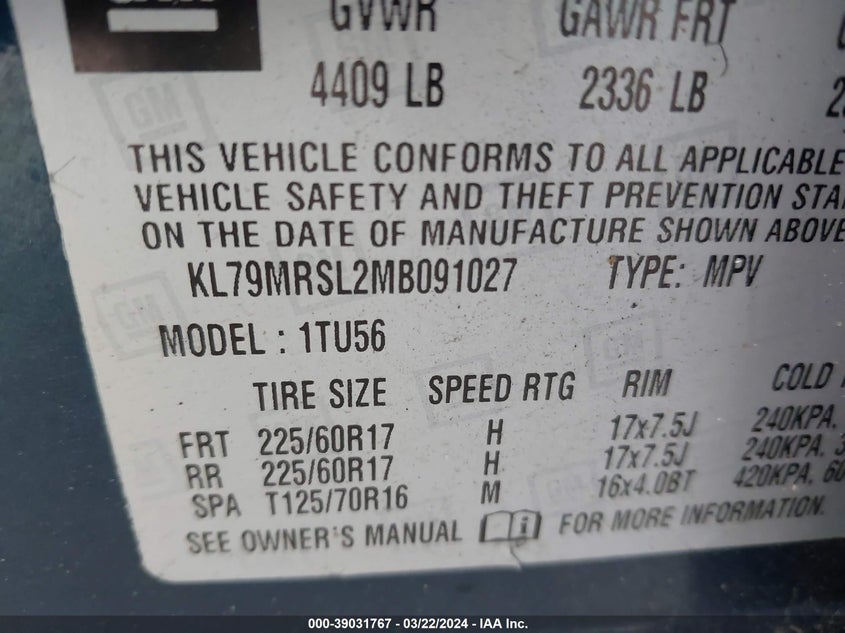 GVWR GAWR FRT
4409 LB 2336 LB
THIS VEHICLE CONFORMS TO ALL APPLICABLE
VEHICLE SAFETY AND THEFT PREVENTION STA
ON THE DATE OF MANUFACTURE SHOWN ABOVE
KL79MRSL2MB091027 TYPE: MPV
MODEL : 1TU56
TIRE SIZE SPEED RTG RIM COLD
FRT 225/60R17 H 17x7.5J 240KPA, 3
RR 225/60R17 H 17x7.5J 240KPA, 3
SPA T125/70R16 M 16x4.0BT 420KPA, 60
SEE OWNER'S MANUAL FOR MORE INFORMATION.
000-39031767 - 03/22/2024 - IAA Inc.